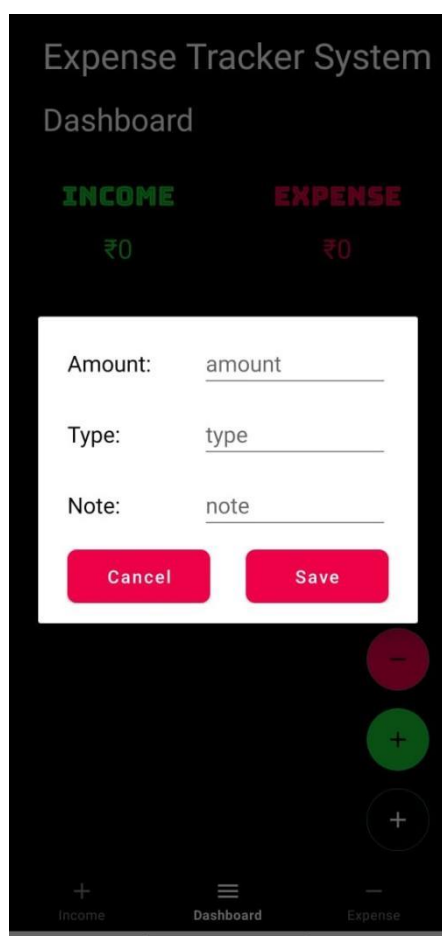 Expense Tracker System
Dashboard
INCOME EXPENSE
₹0 ₹0
Amount: amount
Type: type
Note: note
Cancel Save
Income Dashboard Expense